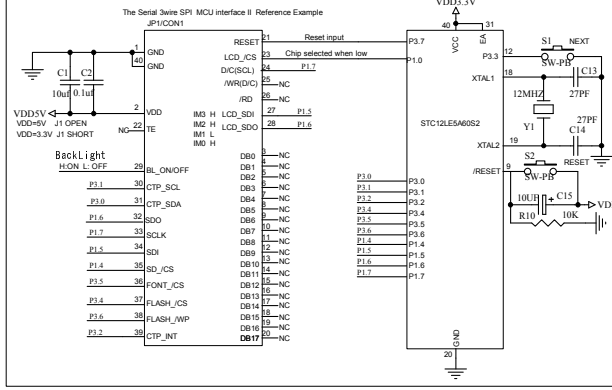 The Serial 3wire SPI MCU interface II Reference Example
JP1/CON1
1 GND
40 GND
C1 C2
10uf 0.1uf
VDD5V
VDD=5V J1 OPEN
VDD=3.3V J1 SHORT
2 VDD
NC 22 TE
BackLight
H:ON L: OFF
29 BL_ON/OFF
P3.1 30 CTP_SCL
P3.0 31 CTP_SDA
P1.6 32 SDO
P1.7 33 SCLK
P1.5 34 SDI
P1.4 35 SD_/CS
P3.5 36 FONT_/CS
P3.4 37 FLASH_/CS
P3.6 38 FLASH_/WP
P3.2 39 CTP_INT
RESET 21 Reset input
LCD_/CS 23 Chip selected when low
D/C(SCL) 24 P1.7
/WR(D/C) 25 NC
/RD 26 NC
IM3 H LCD_SDI 27 P1.5
IM2 H LCD_SDO 28 P1.6
IM1 L
IM0 H
DB0 3 NC
DB1 4 NC
DB2 5 NC
DB3 6 NC
DB4 7 NC
DB5 8 NC
DB6 9 NC
DB7 10 NC
DB8 11 NC
DB9 12 NC
DB10 13 NC
DB11 14 NC
DB12 15 NC
DB13 16 NC
DB14 17 NC
DB15 18 NC
DB16 19 NC
DB17 20 NC
VDD3.3V
40 31
VCC EA
P3.7
P1.0
P3.3 12
XTAL1 18
STC12LE5A60S2
XTAL2 19
/RESET 9
P3.0 P3.0
P3.1 P3.1
P3.2 P3.2
P3.4 P3.4
P3.5 P3.5
P3.6 P3.6
P1.4 P1.4
P1.5 P1.5
P1.6 P1.6
P1.7 P1.7
GND
20
S1 NEXT
SW-PB
C13
27PF
12MHZ
Y1
27PF
C14
S2 RESET
SW-PB
10UF + C15
VD
R10 10K